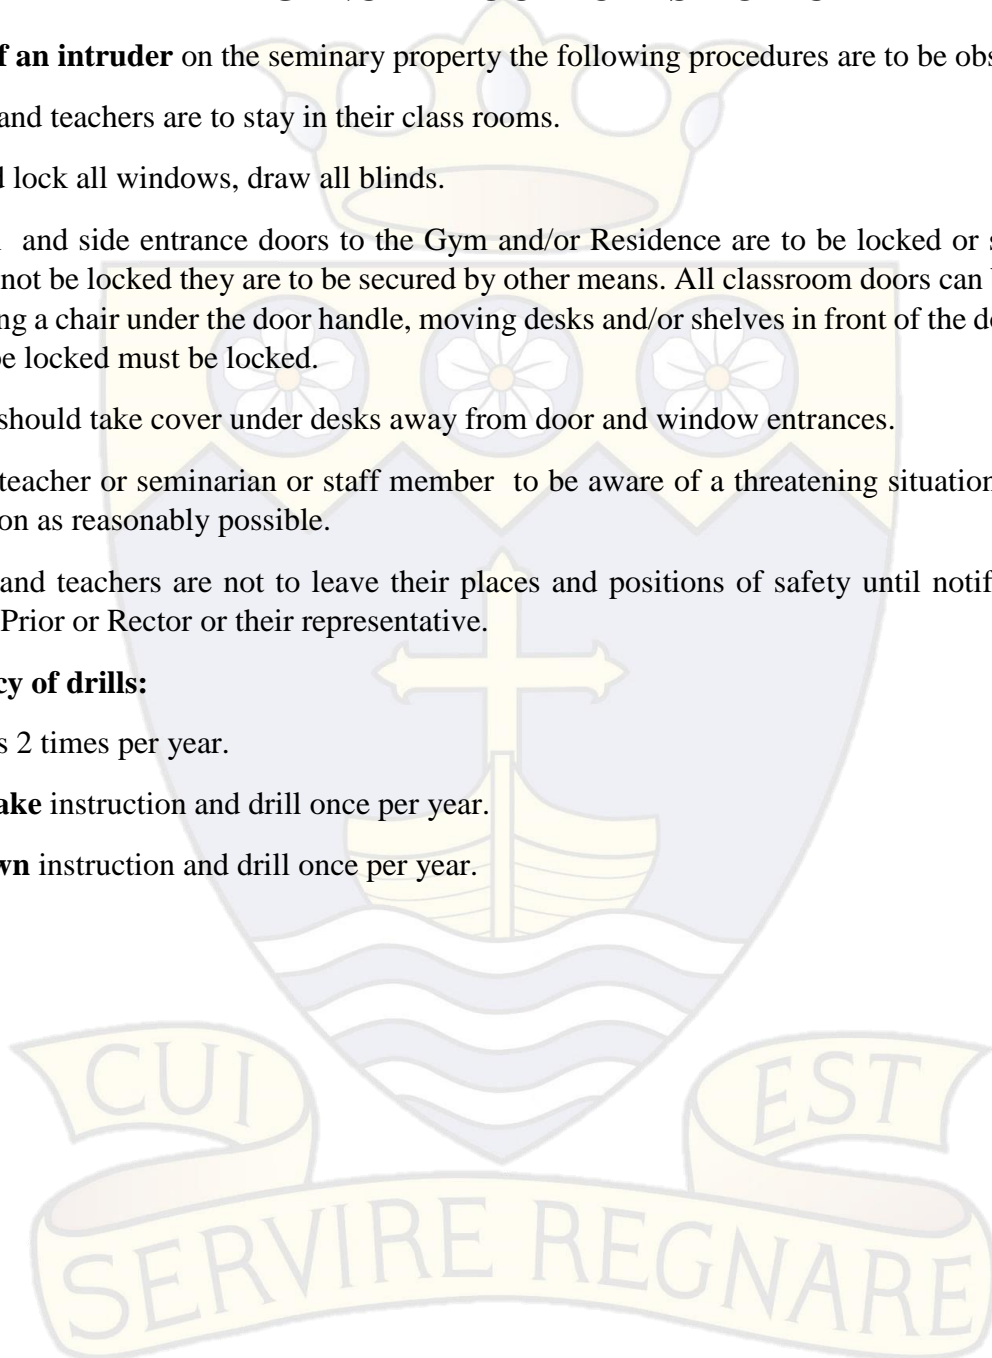 f an intruder on the seminary property the following procedures are to be obs
and teachers are to stay in their class rooms.
lock all windows, draw all blinds.
and side entrance doors to the Gym and/or Residence are to be locked or s
not be locked they are to be secured by other means. All classroom doors can
ng a chair under the door handle, moving desks and/or shelves in front of the d
be locked must be locked.
should take cover under desks away from door and window entrances.
teacher or seminarian or staff member to be aware of a threatening situation
on as reasonably possible.
and teachers are not to leave their places and positions of safety until notif
Prior or Rector or their representative.
cy of drills:
s 2 times per year.
ake instruction and drill once per year.
wn instruction and drill once per year.
CUI EST
SERVIRE REGNARE